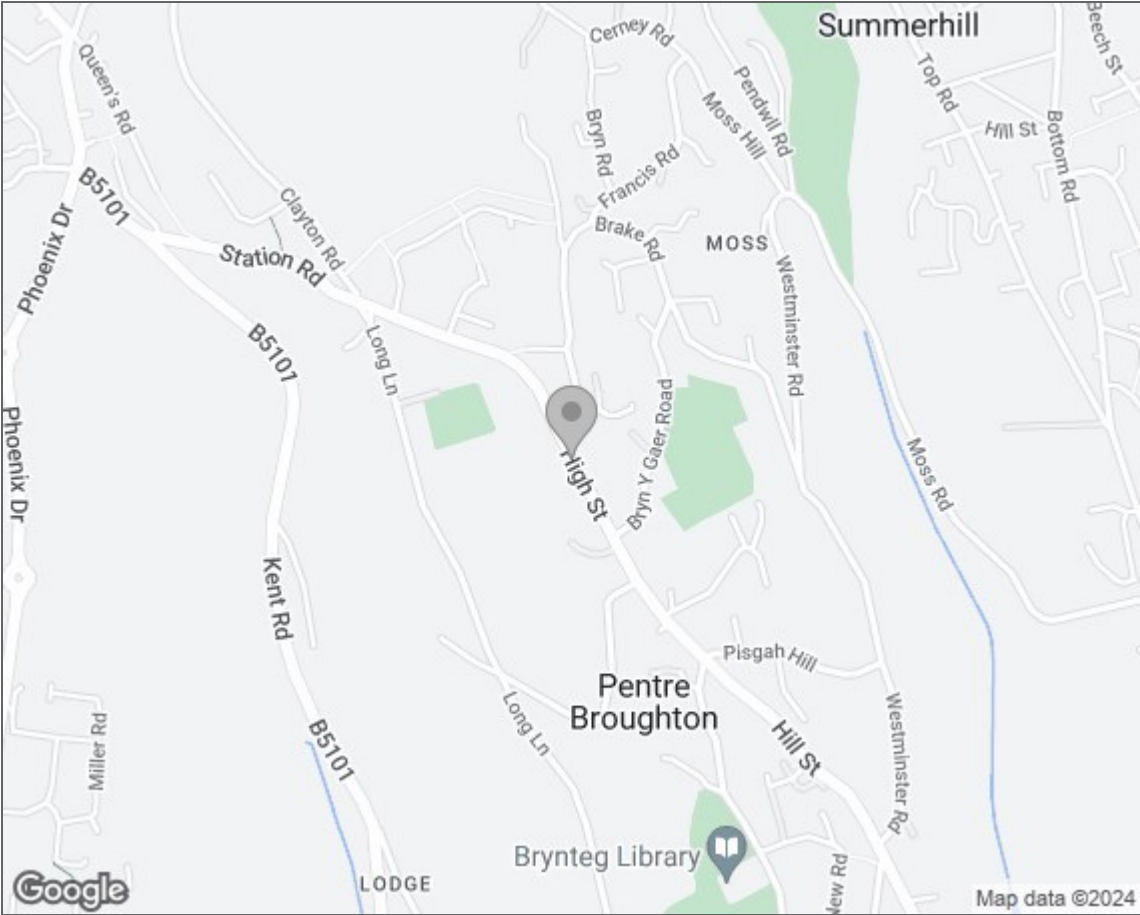 Summerhill
Beech St
Cerney Rd
Queen's Rd
Top Rd
Pendwll Rd
Moss Hill
Bryn Rd
Hill St
Bottom Rd
Francis Rd
B5101
Clayton Rd
Phoenix Dr
Brake Rd
MOSS
Station Rd
Westminster Rd
B5101
Long Ln
Bryn Y Gaer Road
Phoenix Dr
High St
Moss Rd
Kent Rd
Pisgah Hill
Pentre
Broughton
Long Ln
Westminster Rd
Miller Rd
B5101
Hill St
Brynteg Library
New Rd
LODGE
Google
Map data ©2024